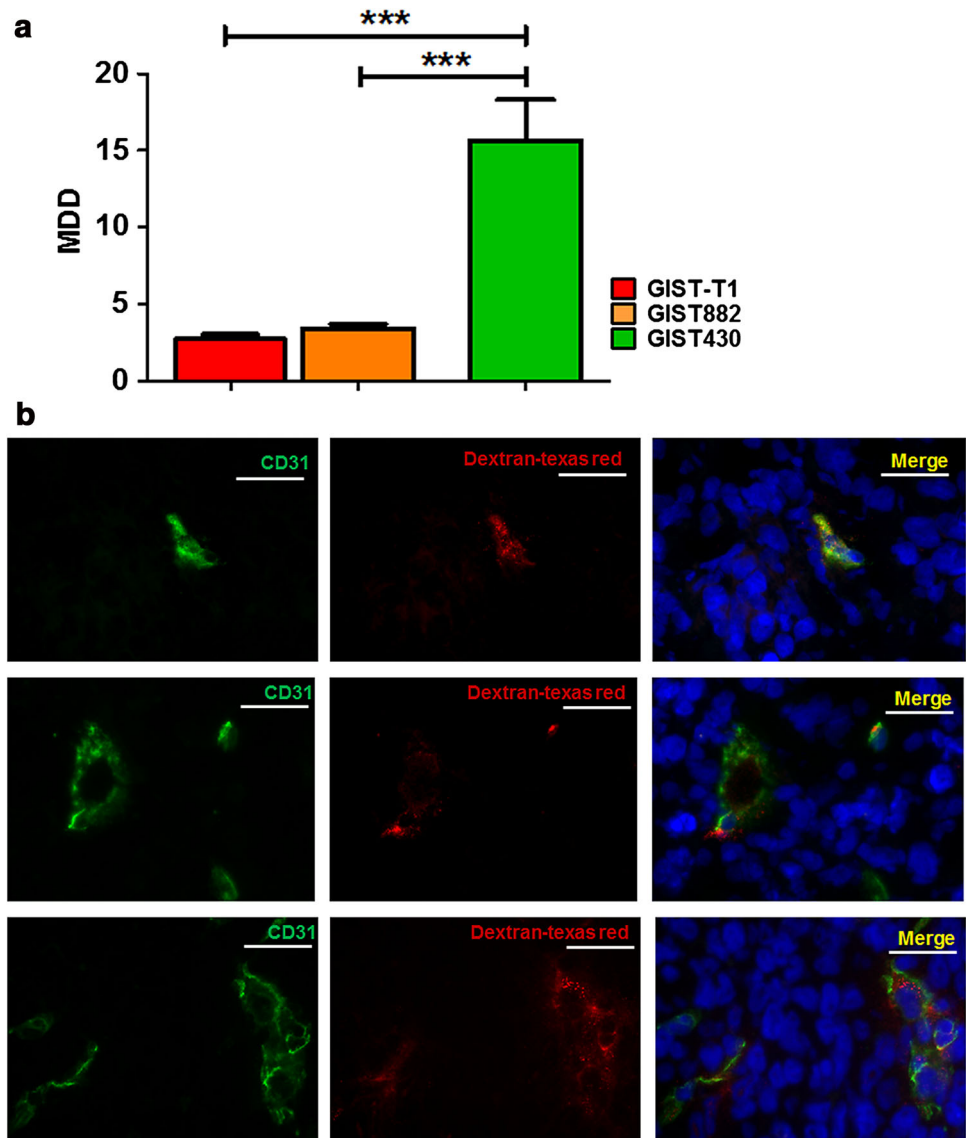 a
***
***
20
15
10
5
0
MDD
GIST-T1
GIST882
GIST430
b
CD31
Dextran-texas red
Merge
CD31
Dextran-texas red
Merge
CD31
Dextran-texas red
Merge